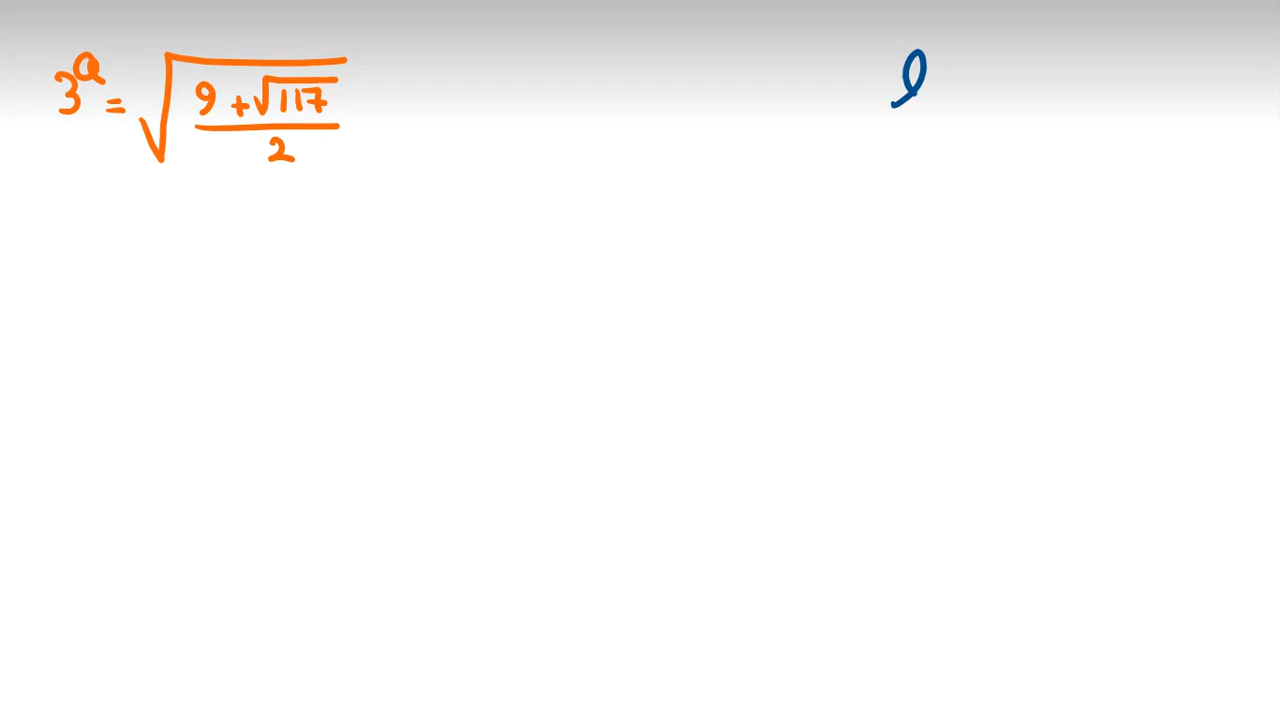 3^a = √((9 + √117)/2)
l